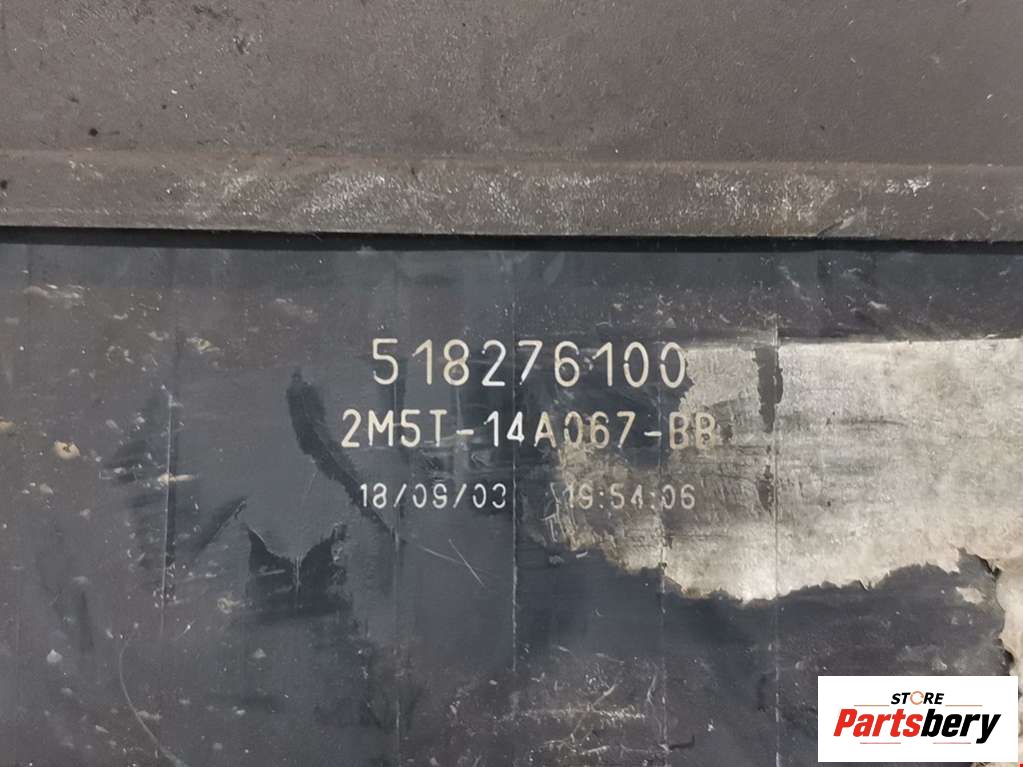 518276100
2M5T-14A067-BB
18/09/03 19:54:06
STORE
Partsbery